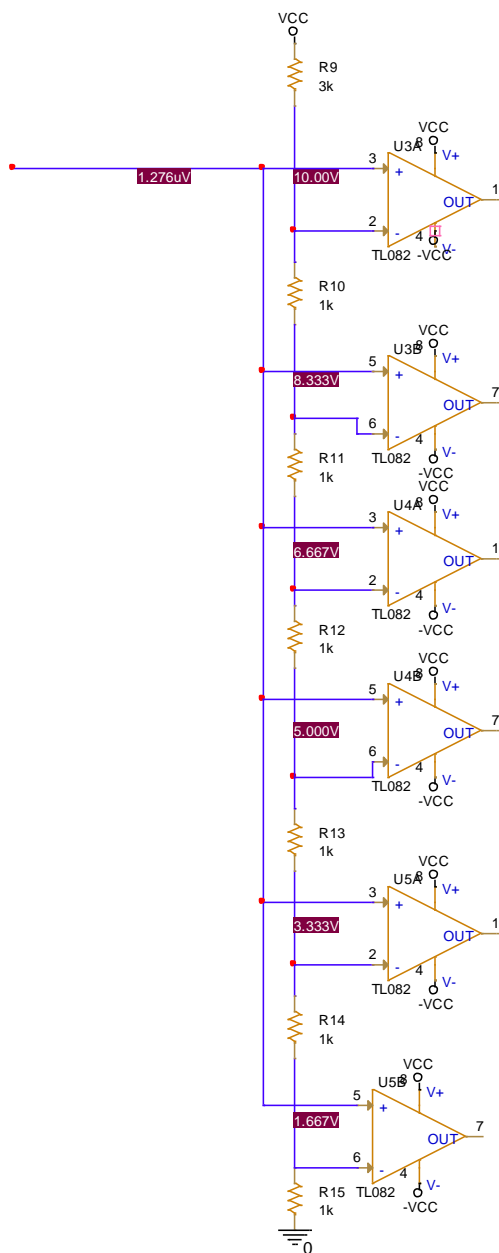 VCC
R9
3k
VCC
U3A
8
V+
3
+
1.276uV
10.00V
1
OUT
2
-
4
V-
TL082
-VCC
R10
1k
VCC
U3B
8
V+
5
+
8.333V
7
OUT
6
-
4
V-
TL082
-VCC
R11
1k
VCC
U4A
8
V+
3
+
6.667V
1
OUT
2
-
4
V-
TL082
-VCC
R12
1k
VCC
U4B
8
V+
5
+
5.000V
7
OUT
6
-
4
V-
TL082
-VCC
R13
1k
VCC
U5A
8
V+
3
+
3.333V
1
OUT
2
-
4
V-
TL082
-VCC
R14
1k
VCC
U5B
8
V+
5
+
1.667V
7
OUT
6
-
4
V-
TL082
-VCC
R15
1k
0